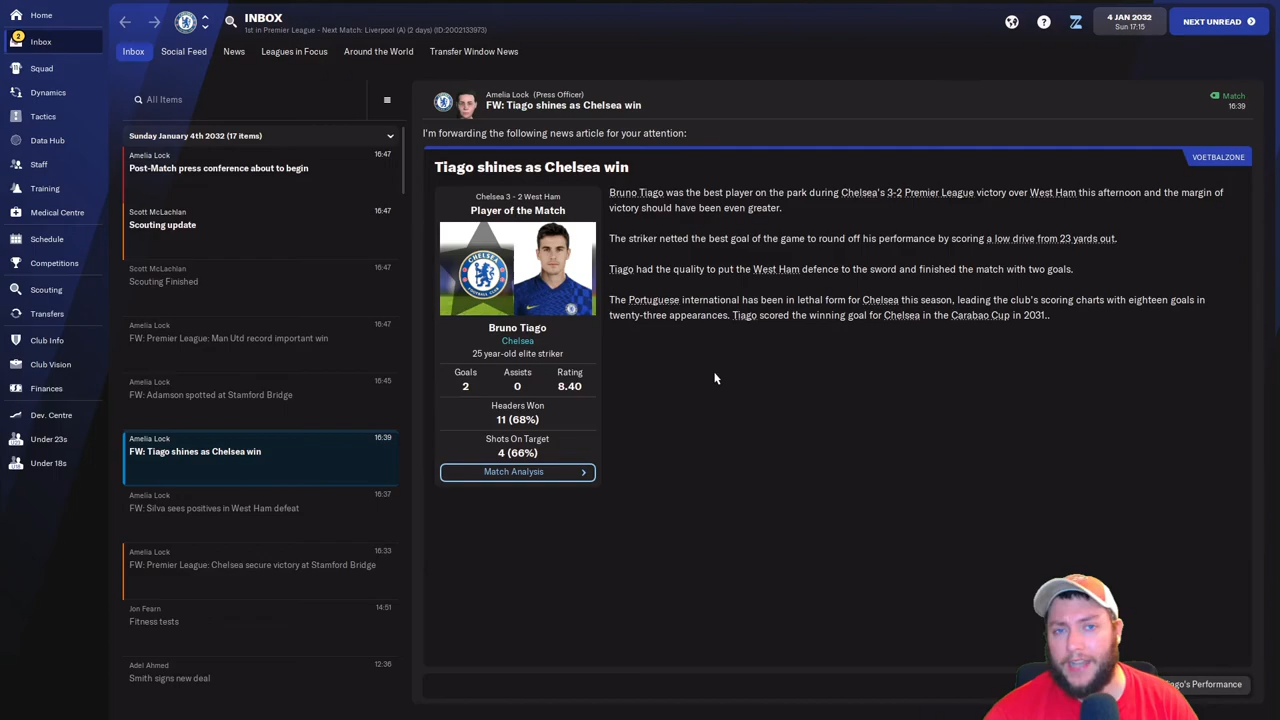 Home
INBOX
1st in Premier League - Next Match: Liverpool (A) (2 days) (ID:2002133973)
4 JAN 2032
Sun 17:15
NEXT UNREAD
2
Inbox
Squad
Dynamics
Tactics
Data Hub
Staff
Training
Medical Centre
Schedule
Competitions
Scouting
Transfers
Club Info
Club Vision
Finances
Dev. Centre
Under 23s
Under 18s
Inbox
Social Feed
News
Leagues in Focus
Around the World
Transfer Window News
All Items
Sunday January 4th 2032 (17 items)
Amelia Lock 16:47
Post-Match press conference about to begin
Scott McLachlan 16:47
Scouting update
Scott McLachlan 16:47
Scouting Finished
Amelia Lock 16:47
FW: Premier League: Man Utd record important win
Amelia Lock 16:45
FW: Adamson spotted at Stamford Bridge
Amelia Lock 16:39
FW: Tiago shines as Chelsea win
Amelia Lock 16:37
FW: Silva sees positives in West Ham defeat
Amelia Lock 16:33
FW: Premier League: Chelsea secure victory at Stamford Bridge
Jon Fearn 14:51
Fitness tests
Adel Ahmed 12:36
Smith signs new deal
Amelia Lock (Press Officer)
FW: Tiago shines as Chelsea win
Match
16:39
I'm forwarding the following news article for your attention:
VOETBALZONE
Tiago shines as Chelsea win
Chelsea 3 - 2 West Ham
Player of the Match
CHELSEA
FOOTBALL CLUB
Bruno Tiago
Chelsea
25 year-old elite striker
Goals Assists Rating
2 0 8.40
Headers Won
11 (68%)
Shots On Target
4 (66%)
Match Analysis
Bruno Tiago was the best player on the park during Chelsea's 3-2 Premier League victory over West Ham this afternoon and the margin of
victory should have been even greater.
The striker netted the best goal of the game to round off his performance by scoring a low drive from 23 yards out.
Tiago had the quality to put the West Ham defence to the sword and finished the match with two goals.
The Portuguese international has been in lethal form for Chelsea this season, leading the club's scoring charts with eighteen goals in
twenty-three appearances. Tiago scored the winning goal for Chelsea in the Carabao Cup in 2031..
Tiago's Performance